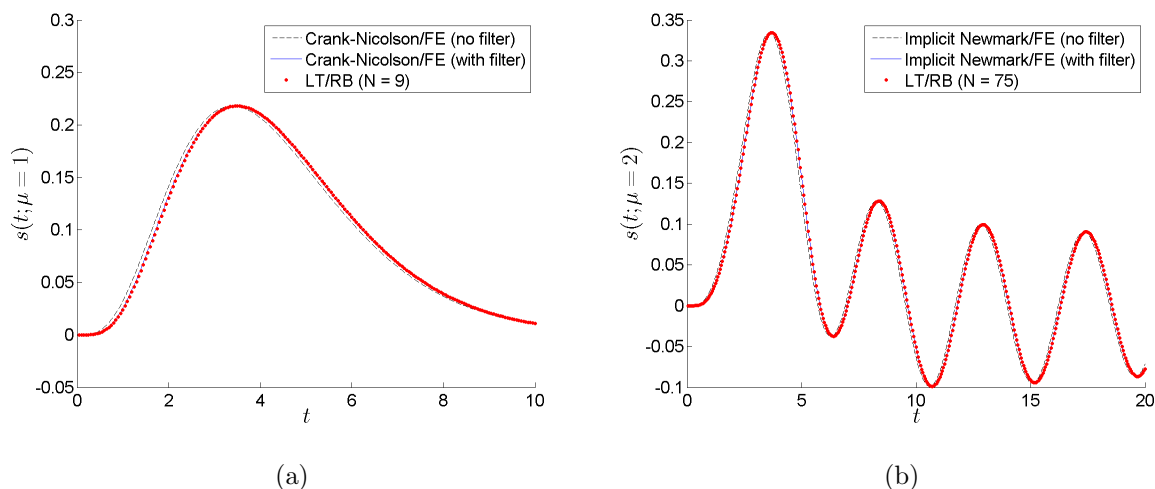 0.3
0.25
0.2
0.15
0.1
0.05
0
-0.05
s(t; μ = 1)
0 2 4 6 8 10
t
Crank-Nicolson/FE (no filter)
Crank-Nicolson/FE (with filter)
LT/RB (N = 9)
(a)
0.35
0.3
0.25
0.2
0.15
0.1
0.05
0
-0.05
-0.1
s(t; μ = 2)
0 5 10 15 20
t
Implicit Newmark/FE (no filter)
Implicit Newmark/FE (with filter)
LT/RB (N = 75)
(b)